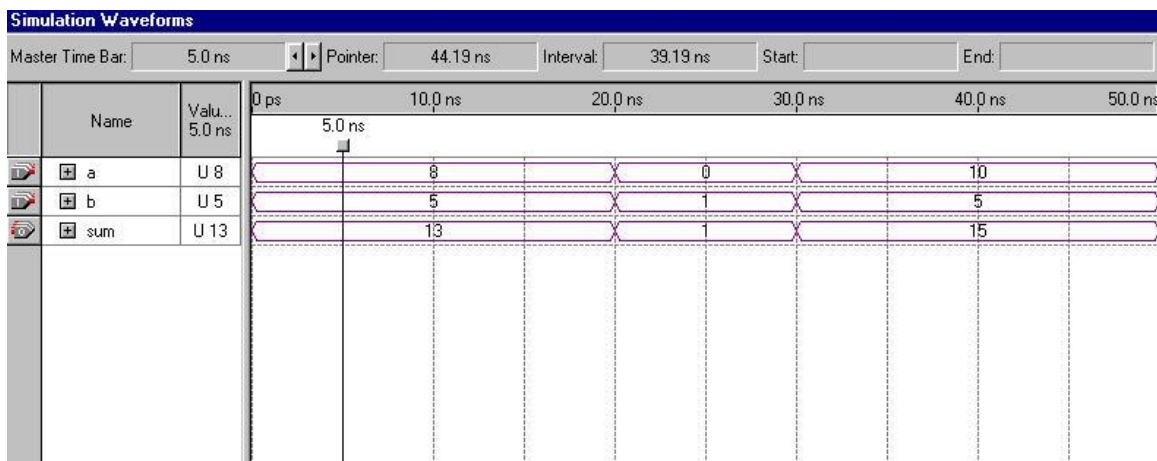 Simulation Waveforms
Master Time Bar: 5.0 ns Pointer: 44.19 ns Interval: 39.19 ns Start: End:
Name Valu... 5.0 ns
0 ps 10.0 ns 20.0 ns 30.0 ns 40.0 ns 50.0 ns
5.0 ns
a U 8 8 0 10
b U 5 5 1 5
sum U 13 13 1 15